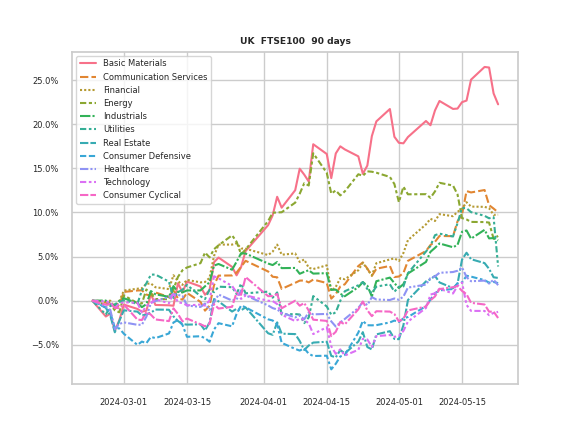 UK FTSE100 90 days
Basic Materials
Communication Services
Financial
Energy
Industrials
Utilities
Real Estate
Consumer Defensive
Healthcare
Technology
Consumer Cyclical
25.0%
20.0%
15.0%
10.0%
5.0%
0.0%
−5.0%
2024-03-01 2024-03-15 2024-04-01 2024-04-15 2024-05-01 2024-05-15